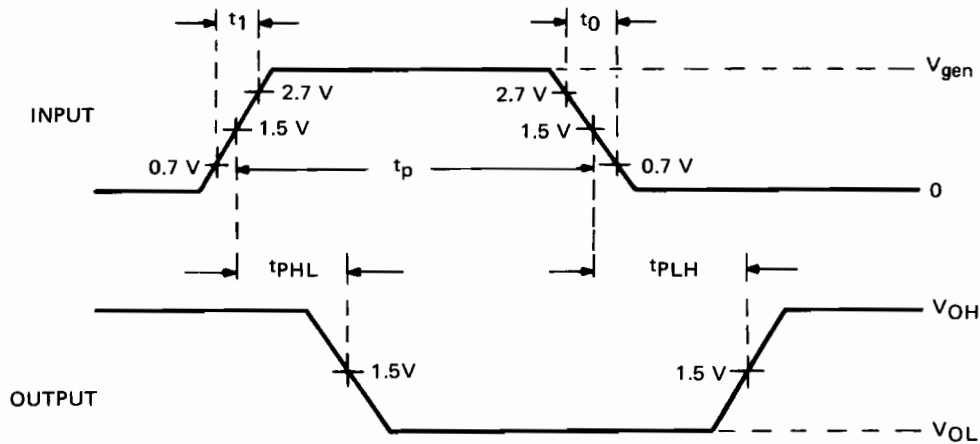 t1
t0
Vgen
2.7 V
2.7 V
INPUT
1.5 V
1.5 V
0.7 V
tp
0.7 V
0
tPHL
tPLH
VOH
1.5V
1.5 V
OUTPUT
VOL